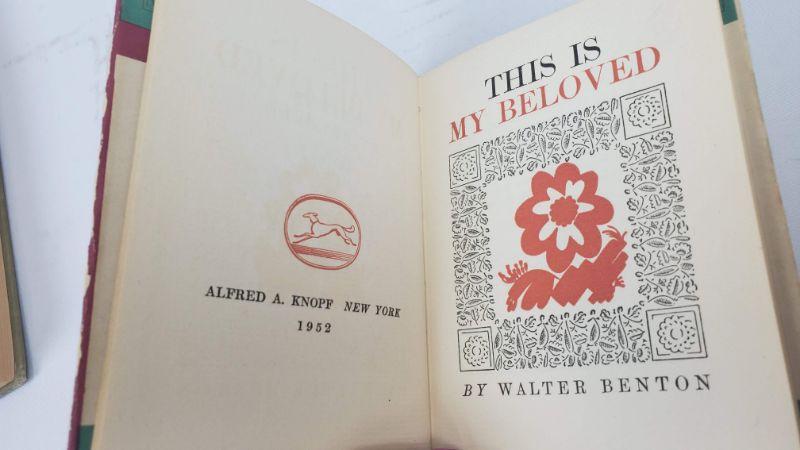 ALFRED A. KNOPF NEW YORK
1952
THIS IS
MY BELOVED
BY WALTER BENTON